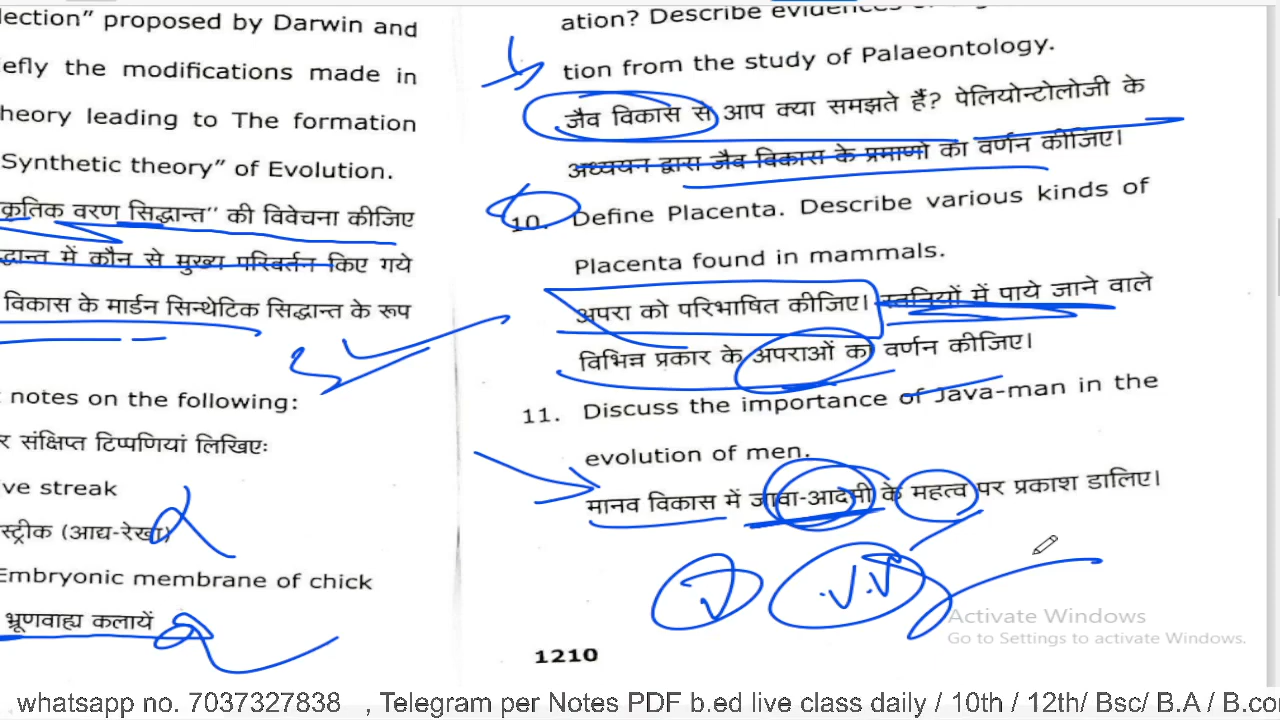 lection” proposed by Darwin and
efly the modifications made in
heory leading to The formation
Synthetic theory” of Evolution.
कृतिक वरण सिद्धान्त” की विवेचना कीजिए
द्धान्त में कौन से मुख्य परिवर्तन किए गये
विकास के मार्डन सिन्थेटिक सिद्धान्त के रूप
notes on the following:
र संक्षिप्त टिप्पणियां लिखिएः
ve streak
स्ट्रीक (आद्य-रेखा)
Embryonic membrane of chick
भ्रूणवाह्य कलायें
ation? Describe evidences
tion from the study of Palaeontology.
जैव विकास से आप क्या समझते हैं? पेलियोन्टोलोजी के
अध्ययन द्वारा जैव विकास के प्रमाणो का वर्णन कीजिए।
10. Define Placenta. Describe various kinds of
Placenta found in mammals.
अपरा को परिभाषित कीजिए। स्तनियों में पाये जाने वाले
विभिन्न प्रकार के अपराओं का वर्णन कीजिए।
11. Discuss the importance of Java-man in the
evolution of men.
मानव विकास में जावा-आदमी के महत्व पर प्रकाश डालिए।
V.V
1210
Activate Windows
Go to Settings to activate Windows.
whatsapp no. 7037327838 , Telegram per Notes PDF b.ed live class daily / 10th / 12th/ Bsc/ B.A / B.co